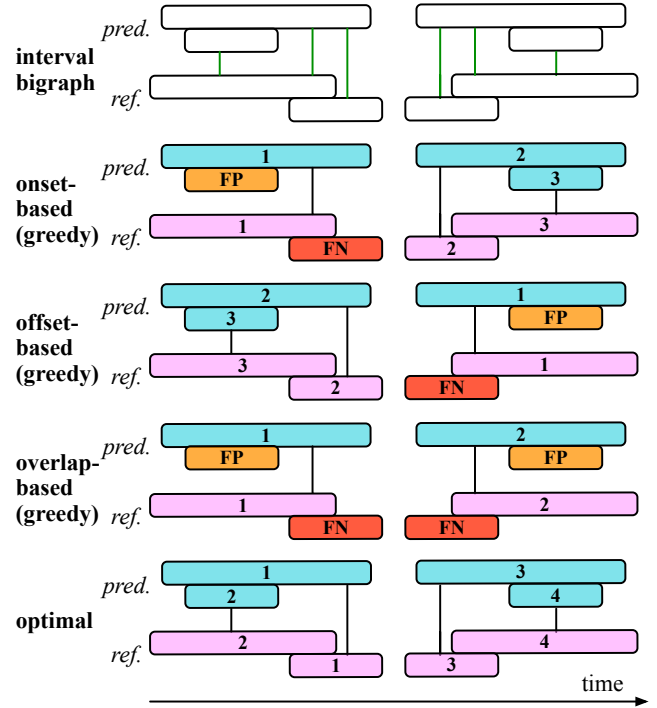 pred.
interval
bigraph
ref.
pred. 1 2
FP 3
onset-
based
(greedy)
ref. 1 3
FN 2
pred. 2 1
3 FP
offset-
based
(greedy)
ref. 3 1
2 FN
pred. 1 2
FP FP
overlap-
based
(greedy)
ref. 1 2
FN FN
pred. 1 3
2 4
optimal
ref. 2 4
1 3
time